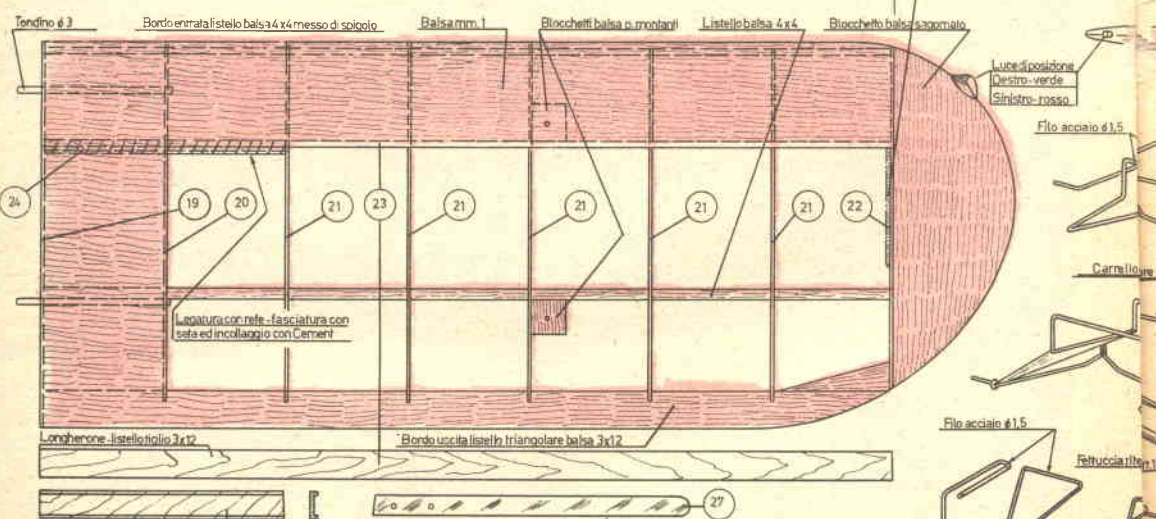 Tondino ø 3
Bordo entrata listello balsa 4x4 messo di spigolo
Balsa mm. 1
Blocchetti balsa p. montanti
Listello balsa 4x4
Blocchetto balsa sagomato
Luce di posizione
Destro - verde
Sinistro - rosso
Filo acciaio ø 1,5
24
19
20
21
23
21
21
21
21
22
Carrello
Legatura con refe - fasciatura con
seta ed incollaggio con Cement
Longherone - listello tiglio 3x12
Bordo uscita listello triangolare balsa 3x12
Filo acciaio ø 1,5
Fettuccia
27